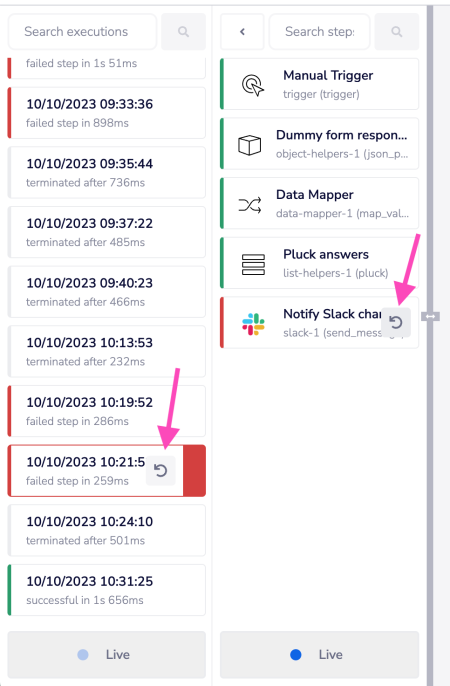 Search executions
failed step in 1s 51ms
10/10/2023 09:33:36
failed step in 898ms
10/10/2023 09:35:44
terminated after 736ms
10/10/2023 09:37:22
terminated after 485ms
10/10/2023 09:40:23
terminated after 466ms
10/10/2023 10:13:53
terminated after 232ms
10/10/2023 10:19:52
failed step in 286ms
10/10/2023 10:21:5
failed step in 259ms
10/10/2023 10:24:10
terminated after 501ms
10/10/2023 10:31:25
successful in 1s 656ms
Live
Search step
Manual Trigger
trigger (trigger)
Dummy form respon...
object-helpers-1 (json_p...
Data Mapper
data-mapper-1 (map_val...
Pluck answers
list-helpers-1 (pluck)
Notify Slack cha
slack-1 (send_mess
Live